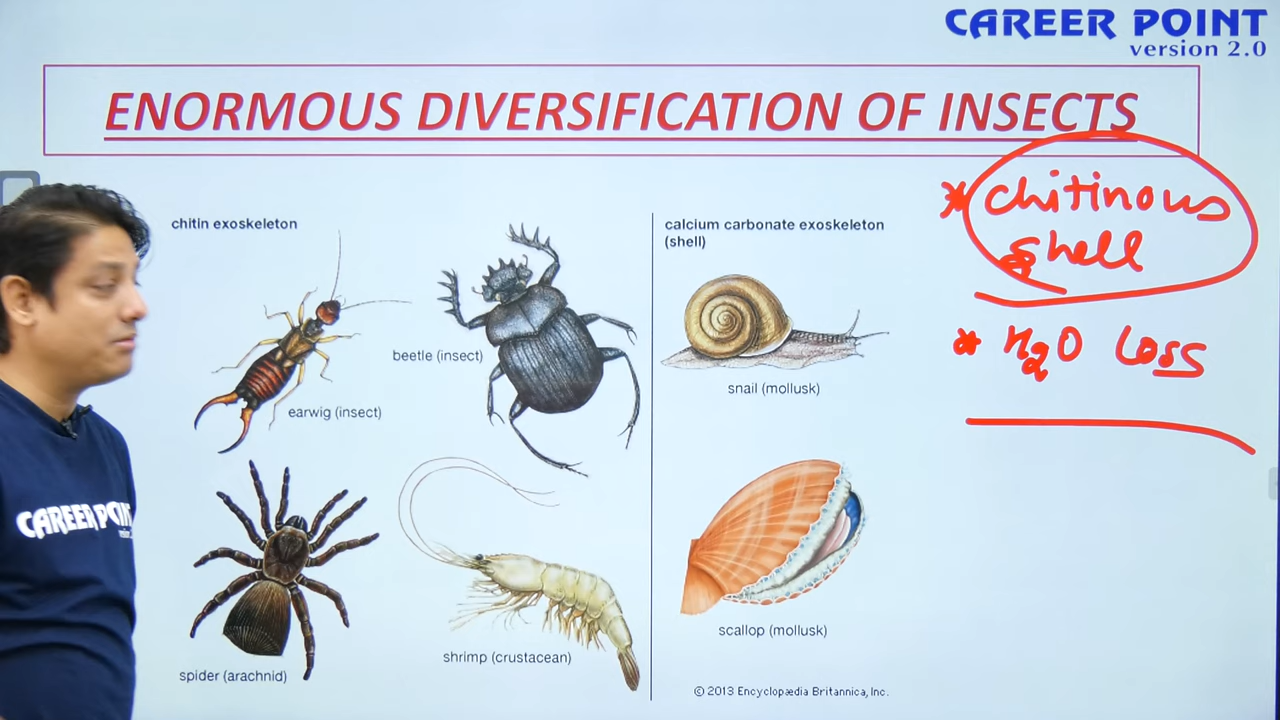 CAREER POINT
version 2.0
ENORMOUS DIVERSIFICATION OF INSECTS
* chitinous
shell
* H2O Loss
chitin exoskeleton
earwig (insect)
beetle (insect)
spider (arachnid)
shrimp (crustacean)
calcium carbonate exoskeleton
(shell)
snail (mollusk)
scallop (mollusk)
© 2013 Encyclopædia Britannica, Inc.
CAREER POINT